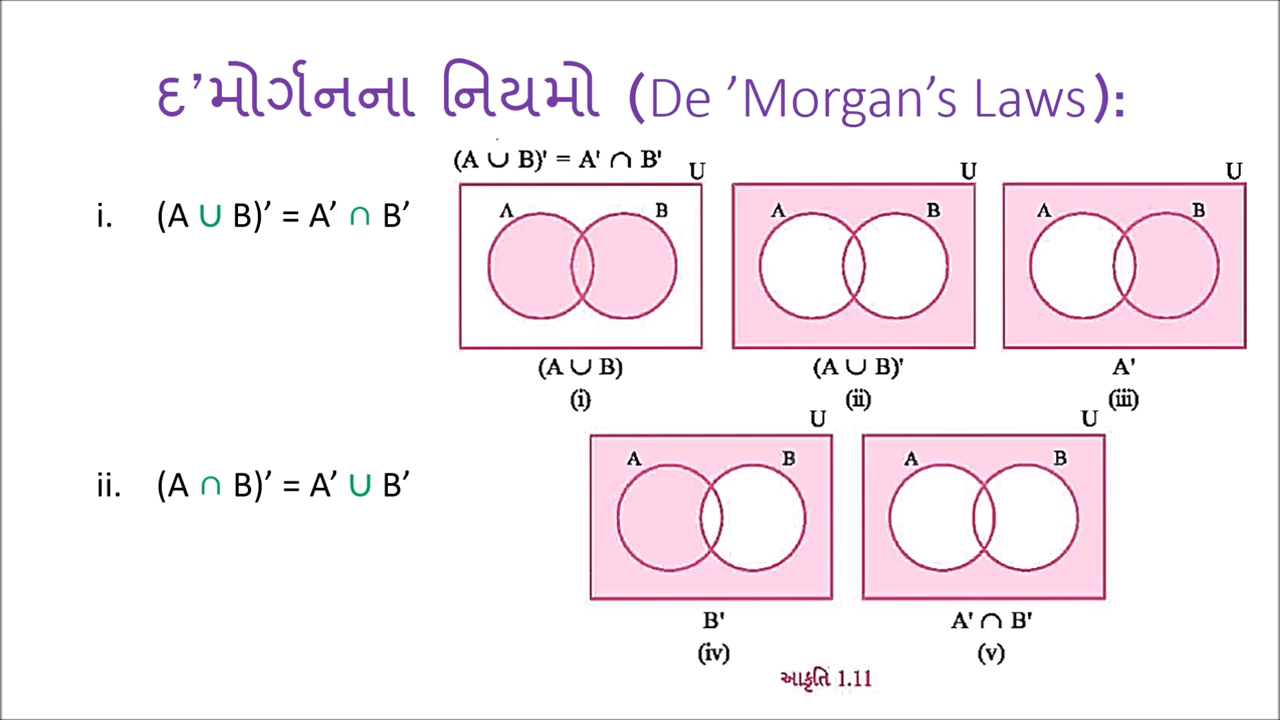 દ’મોર્ગનના નિયમો (De ’Morgan’s Laws):
(A ∪ B)' = A' ∩ B'
i. (A ∪ B)’ = A’ ∩ B’
U
A B
(A ∪ B)
(i)
U
A B
(A ∪ B)'
(ii)
U
A B
A'
(iii)
ii. (A ∩ B)’ = A’ ∪ B’
U
A B
B'
(iv)
U
A B
A' ∩ B'
(v)
આકૃતિ 1.11